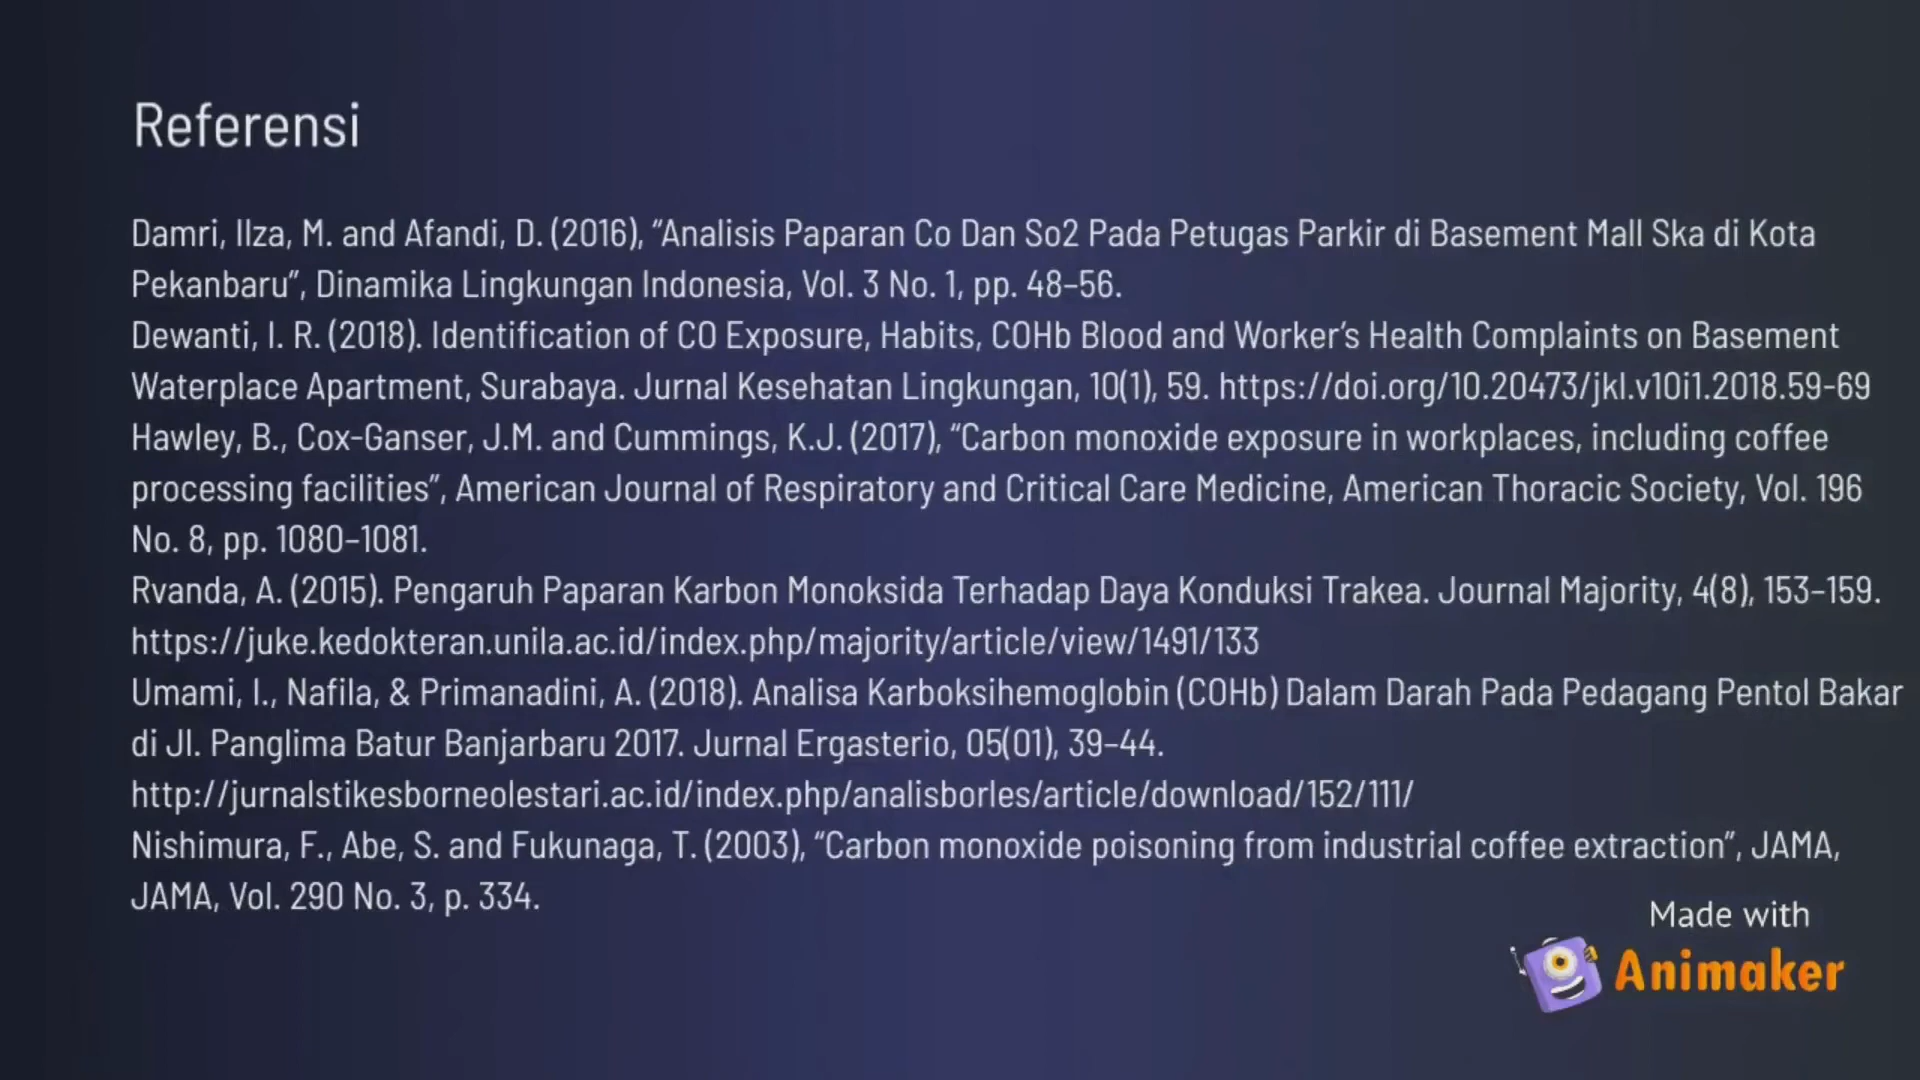 Referensi
Damri, Ilza, M. and Afandi, D. (2016), “Analisis Paparan Co Dan So2 Pada Petugas Parkir di Basement Mall Ska di Kota
Pekanbaru”, Dinamika Lingkungan Indonesia, Vol. 3 No. 1, pp. 48–56.
Dewanti, I. R. (2018). Identification of CO Exposure, Habits, COHb Blood and Worker’s Health Complaints on Basement
Waterplace Apartment, Surabaya. Jurnal Kesehatan Lingkungan, 10(1), 59. https://doi.org/10.20473/jkl.v10i1.2018.59-69
Hawley, B., Cox-Ganser, J.M. and Cummings, K.J. (2017), “Carbon monoxide exposure in workplaces, including coffee
processing facilities”, American Journal of Respiratory and Critical Care Medicine, American Thoracic Society, Vol. 196
No. 8, pp. 1080–1081.
Rvanda, A. (2015). Pengaruh Paparan Karbon Monoksida Terhadap Daya Konduksi Trakea. Journal Majority, 4(8), 153–159.
https://juke.kedokteran.unila.ac.id/index.php/majority/article/view/1491/133
Umami, I., Nafila, & Primanadini, A. (2018). Analisa Karboksihemoglobin (COHb) Dalam Darah Pada Pedagang Pentol Bakar
di Jl. Panglima Batur Banjarbaru 2017. Jurnal Ergasterio, 05(01), 39–44.
http://jurnalstikesborneolestari.ac.id/index.php/analisborles/article/download/152/111/
Nishimura, F., Abe, S. and Fukunaga, T. (2003), “Carbon monoxide poisoning from industrial coffee extraction”, JAMA,
JAMA, Vol. 290 No. 3, p. 334.
Made with
Animaker